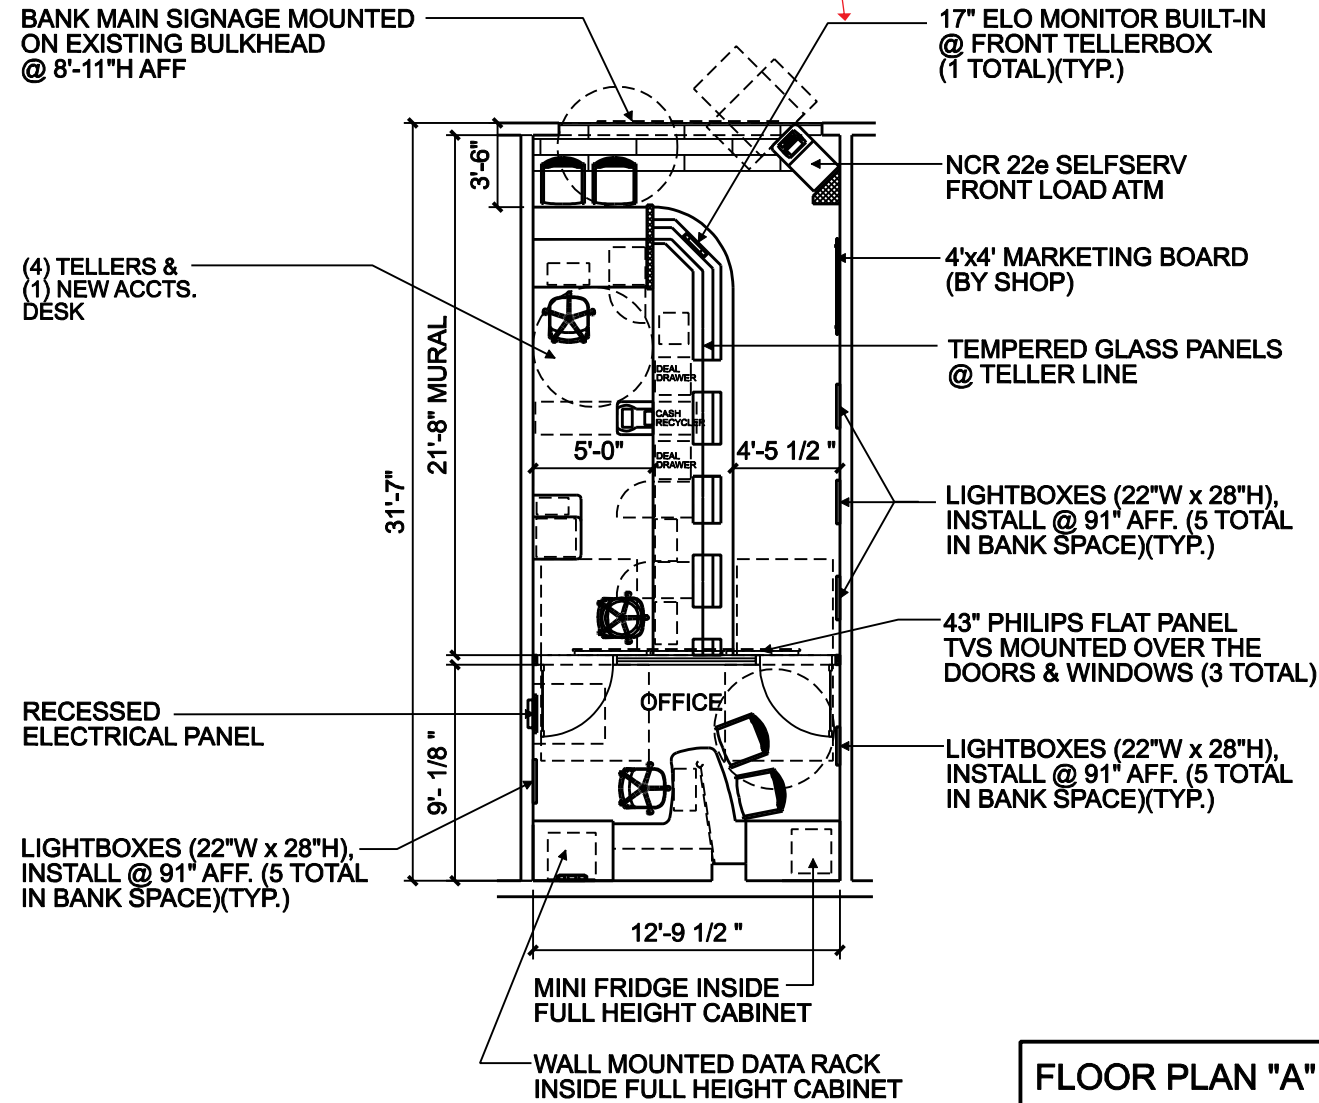 BANK MAIN SIGNAGE MOUNTED
ON EXISTING BULKHEAD
@ 8'-11"H AFF
17" ELO MONITOR BUILT-IN
@ FRONT TELLERBOX
(1 TOTAL)(TYP.)
3'-6"
NCR 22e SELFSERV
FRONT LOAD ATM
(4) TELLERS &
(1) NEW ACCTS.
DESK
4'x4' MARKETING BOARD
(BY SHOP)
TEMPERED GLASS PANELS
@ TELLER LINE
DEAL
DRAWER
CASH
RECYCLER
DEAL
DRAWER
21'-8" MURAL
31'-7"
5'-0"
4'-5 1/2 "
LIGHTBOXES (22"W x 28"H),
INSTALL @ 91" AFF. (5 TOTAL
IN BANK SPACE)(TYP.)
43" PHILIPS FLAT PANEL
TVS MOUNTED OVER THE
DOORS & WINDOWS (3 TOTAL)
OFFICE
RECESSED
ELECTRICAL PANEL
9'- 1/8 "
LIGHTBOXES (22"W x 28"H),
INSTALL @ 91" AFF. (5 TOTAL
IN BANK SPACE)(TYP.)
LIGHTBOXES (22"W x 28"H),
INSTALL @ 91" AFF. (5 TOTAL
IN BANK SPACE)(TYP.)
12'-9 1/2 "
MINI FRIDGE INSIDE
FULL HEIGHT CABINET
WALL MOUNTED DATA RACK
INSIDE FULL HEIGHT CABINET
FLOOR PLAN "A"